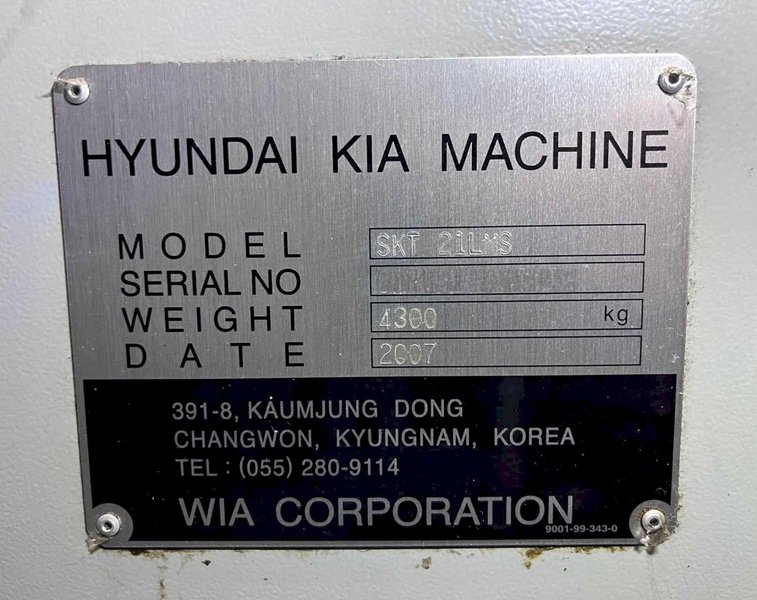 HYUNDAI KIA MACHINE
MODEL SKT 21LMS
SERIAL NO
WEIGHT 4300 kg
DATE 2007
391-8, KAUMJUNG DONG
CHANGWON, KYUNGNAM, KOREA
TEL : (055) 280-9114
WIA CORPORATION
9001-99-343-0